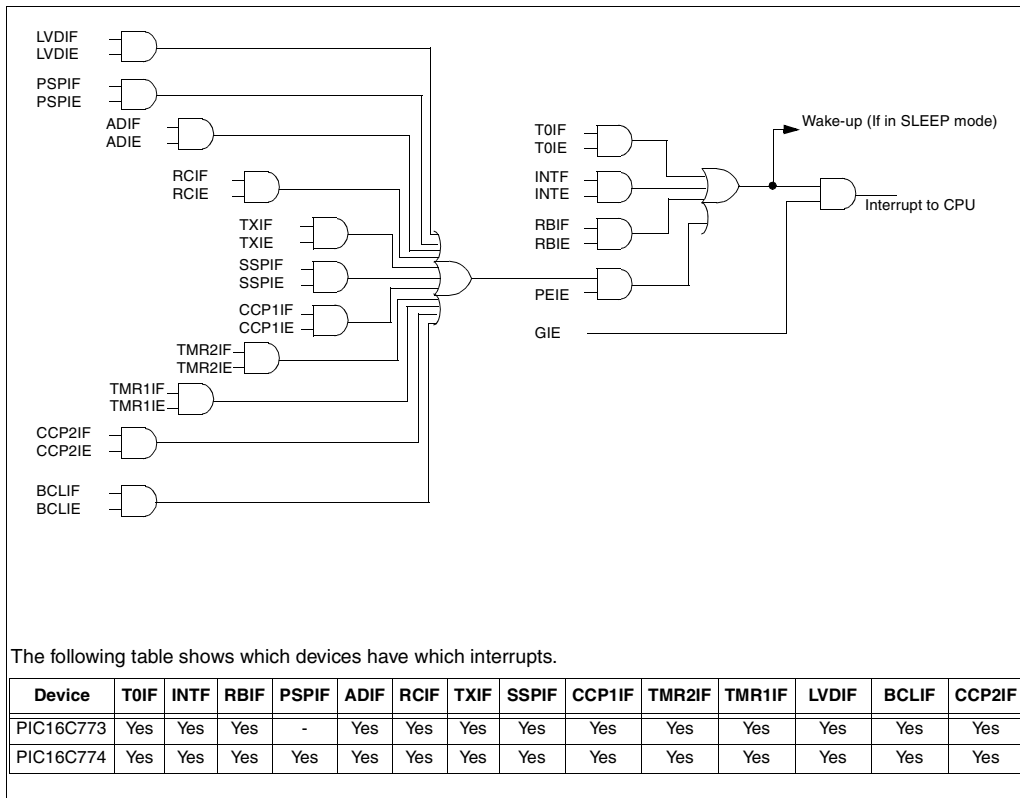 LVDIF
LVDIE
PSPIF
PSPIE
ADIF
ADIE
RCIF
RCIE
TXIF
TXIE
SSPIF
SSPIE
CCP1IF
CCP1IE
TMR2IF
TMR2IE
TMR1IF
TMR1IE
CCP2IF
CCP2IE
BCLIF
BCLIE
T0IF
T0IE
INTF
INTE
RBIF
RBIE
PEIE
GIE
Wake-up (If in SLEEP mode)
Interrupt to CPU
The following table shows which devices have which interrupts.
Device T0IF INTF RBIF PSPIF ADIF RCIF TXIF SSPIF CCP1IF TMR2IF TMR1IF LVDIF BCLIF CCP2IF
PIC16C773 Yes Yes Yes - Yes Yes Yes Yes Yes Yes Yes Yes Yes Yes
PIC16C774 Yes Yes Yes Yes Yes Yes Yes Yes Yes Yes Yes Yes Yes Yes